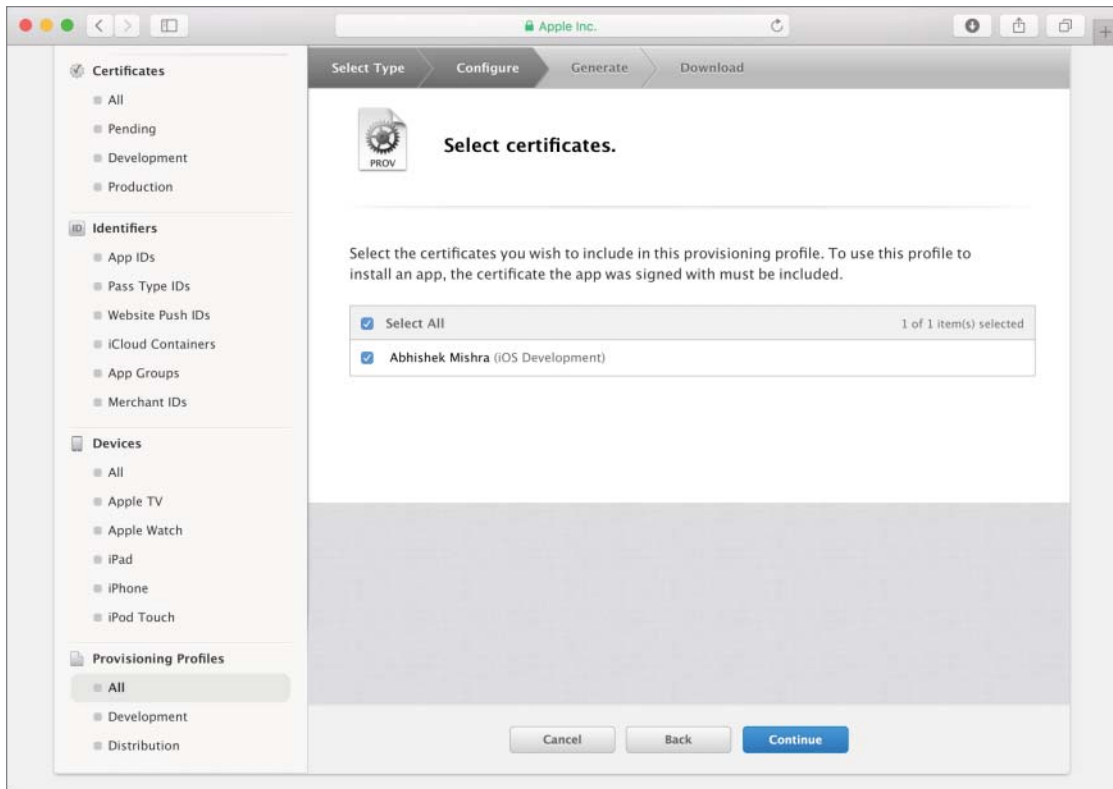 Apple Inc.
Certificates
All
Pending
Development
Production
Identifiers
App IDs
Pass Type IDs
Website Push IDs
iCloud Containers
App Groups
Merchant IDs
Devices
All
Apple TV
Apple Watch
iPad
iPhone
iPod Touch
Provisioning Profiles
All
Development
Distribution
Select Type Configure Generate Download
PROV
Select certificates.
Select the certificates you wish to include in this provisioning profile. To use this profile to
install an app, the certificate the app was signed with must be included.
Select All 1 of 1 item(s) selected
Abhishek Mishra (iOS Development)
Cancel Back Continue